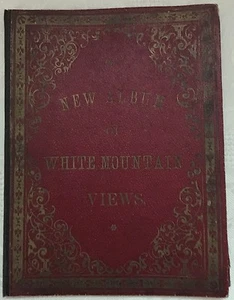 NEW ALBUM
OF
WHITE MOUNTAIN
VIEWS.